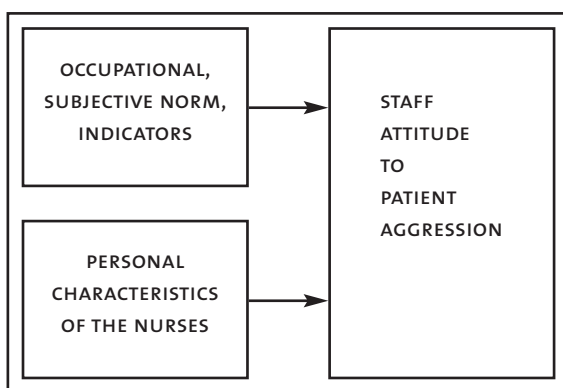 OCCUPATIONAL,
SUBJECTIVE NORM,
INDICATORS
PERSONAL
CHARACTERISTICS
OF THE NURSES
STAFF
ATTITUDE
TO
PATIENT
AGGRESSION